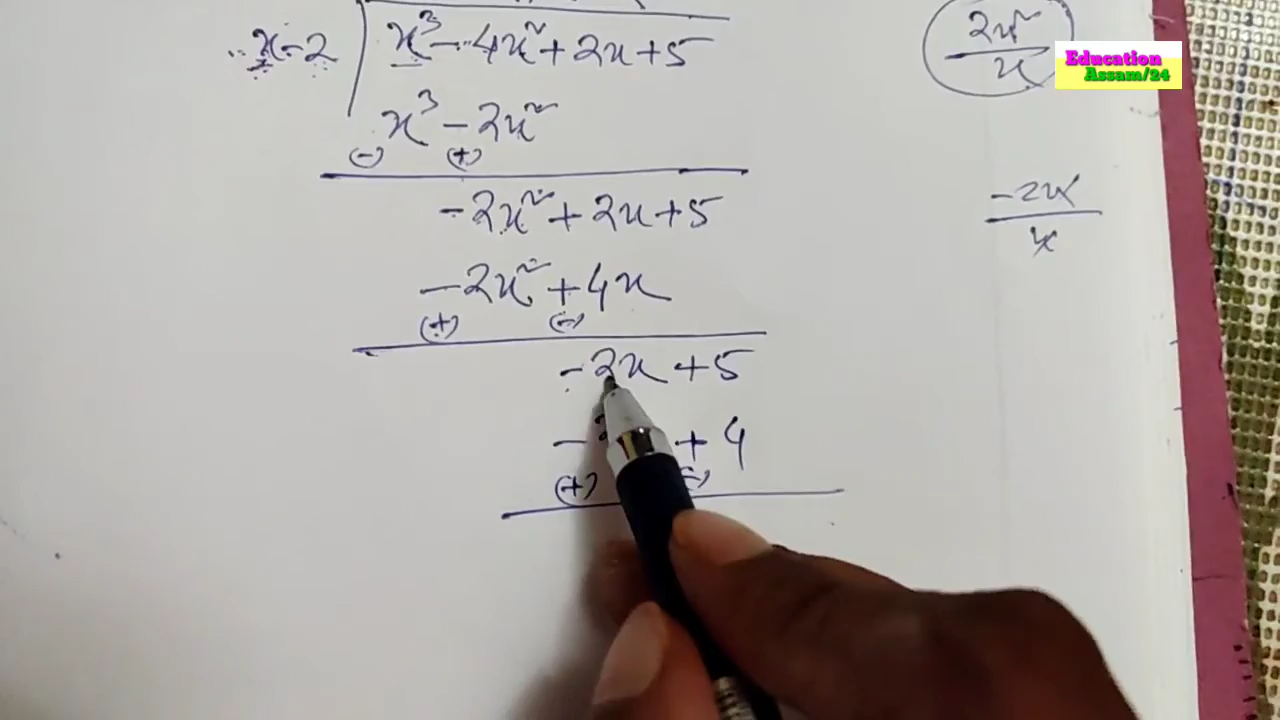 x-2 x³ - 4x² + 2x + 5
x³ - 2x²
(-) (+)
-2x² + 2x + 5
-2x² + 4x
(+) (-)
-2x + 5
- + 4
(+) (-)
2x²
x
-2x
x
Education
Assam/24